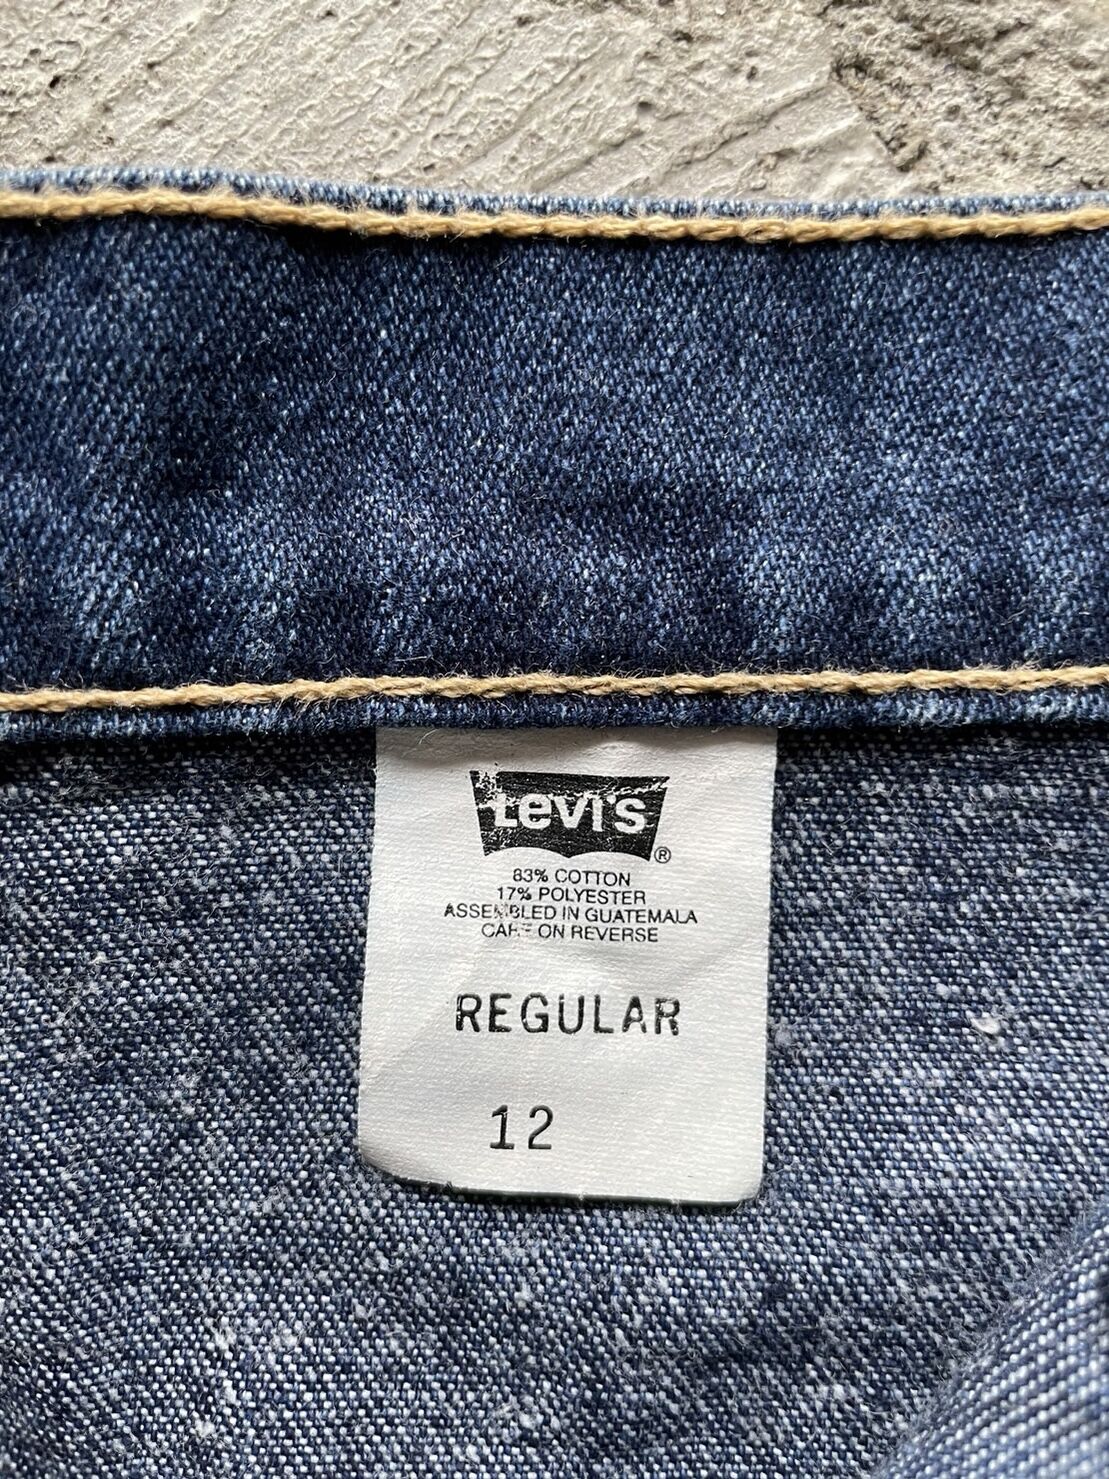 Levi's ®
83% COTTON
17% POLYESTER
ASSEMBLED IN GUATEMALA
CARE ON REVERSE
REGULAR
12